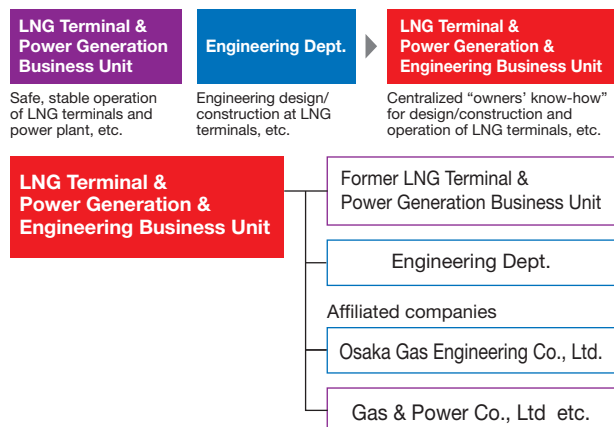 LNG Terminal &
Power Generation
Business Unit
Engineering Dept.
LNG Terminal &
Power Generation &
Engineering Business Unit
Safe, stable operation
of LNG terminals and
power plant, etc.
Engineering design/
construction at LNG
terminals, etc.
Centralized “owners’ know-how”
for design/construction and
operation of LNG terminals, etc.
LNG Terminal &
Power Generation &
Engineering Business Unit
Former LNG Terminal &
Power Generation Business Unit
Engineering Dept.
Affiliated companies
Osaka Gas Engineering Co., Ltd.
Gas & Power Co., Ltd etc.